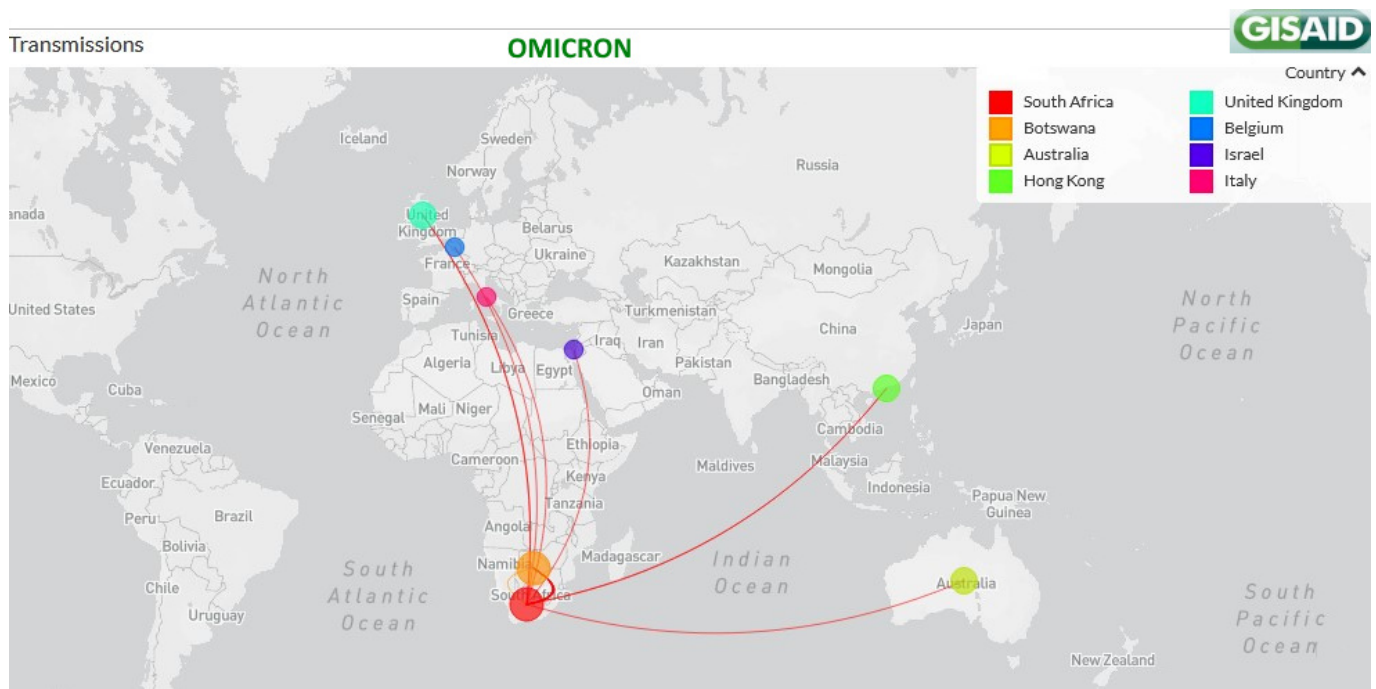 GISAID
Transmissions
OMICRON
Country
South Africa
Botswana
Australia
Hong Kong
United Kingdom
Belgium
Israel
Italy
Iceland
Sweden
Norway
Russia
anada
United
Kingdom
Belarus
Ukraine
France
Kazakhstan
Mongolia
North
Atlantic
Ocean
United States
Spain
Greece
Turkmenistan
China
Japan
North
Pacific
Ocean
Tunisia
Iraq
Iran
Algeria
Libya
Egypt
Pakistan
Mexico
Cuba
Bangladesh
Oman
Senegal
Mali
Niger
Cambodia
Venezuela
Cameroon
Ethiopia
Maldives
Malaysia
Ecuador
Kenya
Indonesia
Papua New
Guinea
Peru
Brazil
Tanzania
Angola
Bolivia
Namibia
Madagascar
Indian
Ocean
South
Atlantic
Ocean
Chile
South Africa
Australia
Uruguay
South
Pacific
Ocean
New Zealand